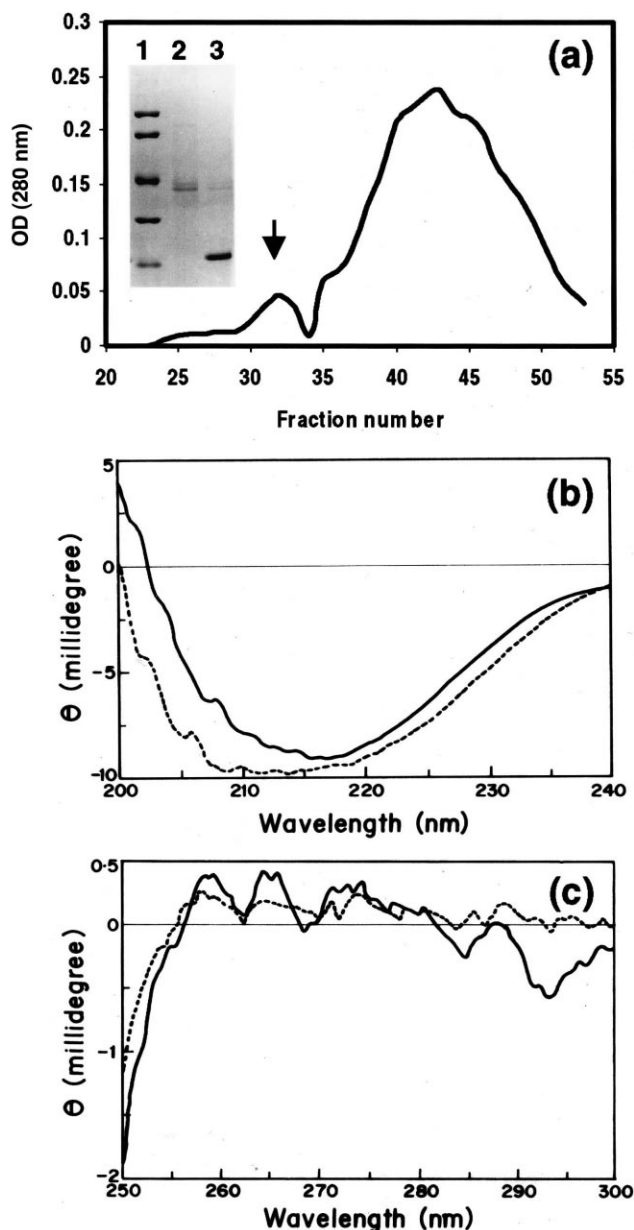 (a)
1 2 3
0.3
0.25
0.2
0.15
0.1
0.05
0
OD (280 nm)
20 25 30 35 40 45 50 55
Fraction number
(b)
5
0
-5
-10
θ (millidegree)
200 210 220 230 240
Wavelength (nm)
(c)
0·5
0
-1
-2
θ (millidegree)
250 260 270 280 290 300
Wavelength (nm)